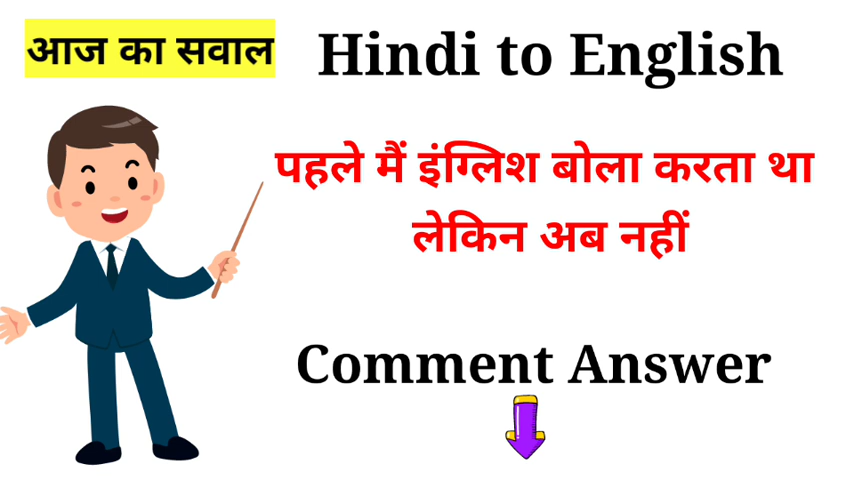 आज का सवाल
Hindi to English
पहले मैं इंग्लिश बोला करता था
लेकिन अब नहीं
Comment Answer